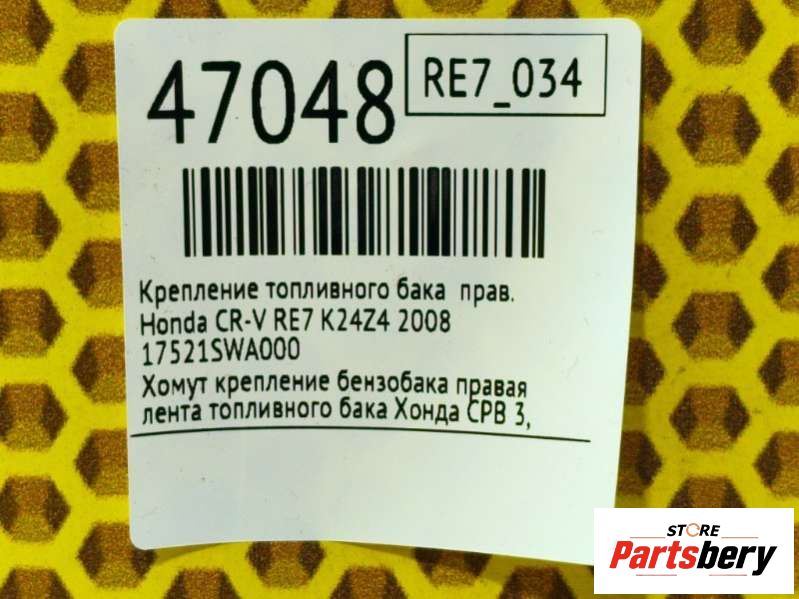 47048
RE7_034
Крепление топливного бака прав.
Honda CR-V RE7 K24Z4 2008
17521SWA000
Хомут крепление бензобака правая
лента топливного бака Хонда СРВ 3,
STORE
Partsbery